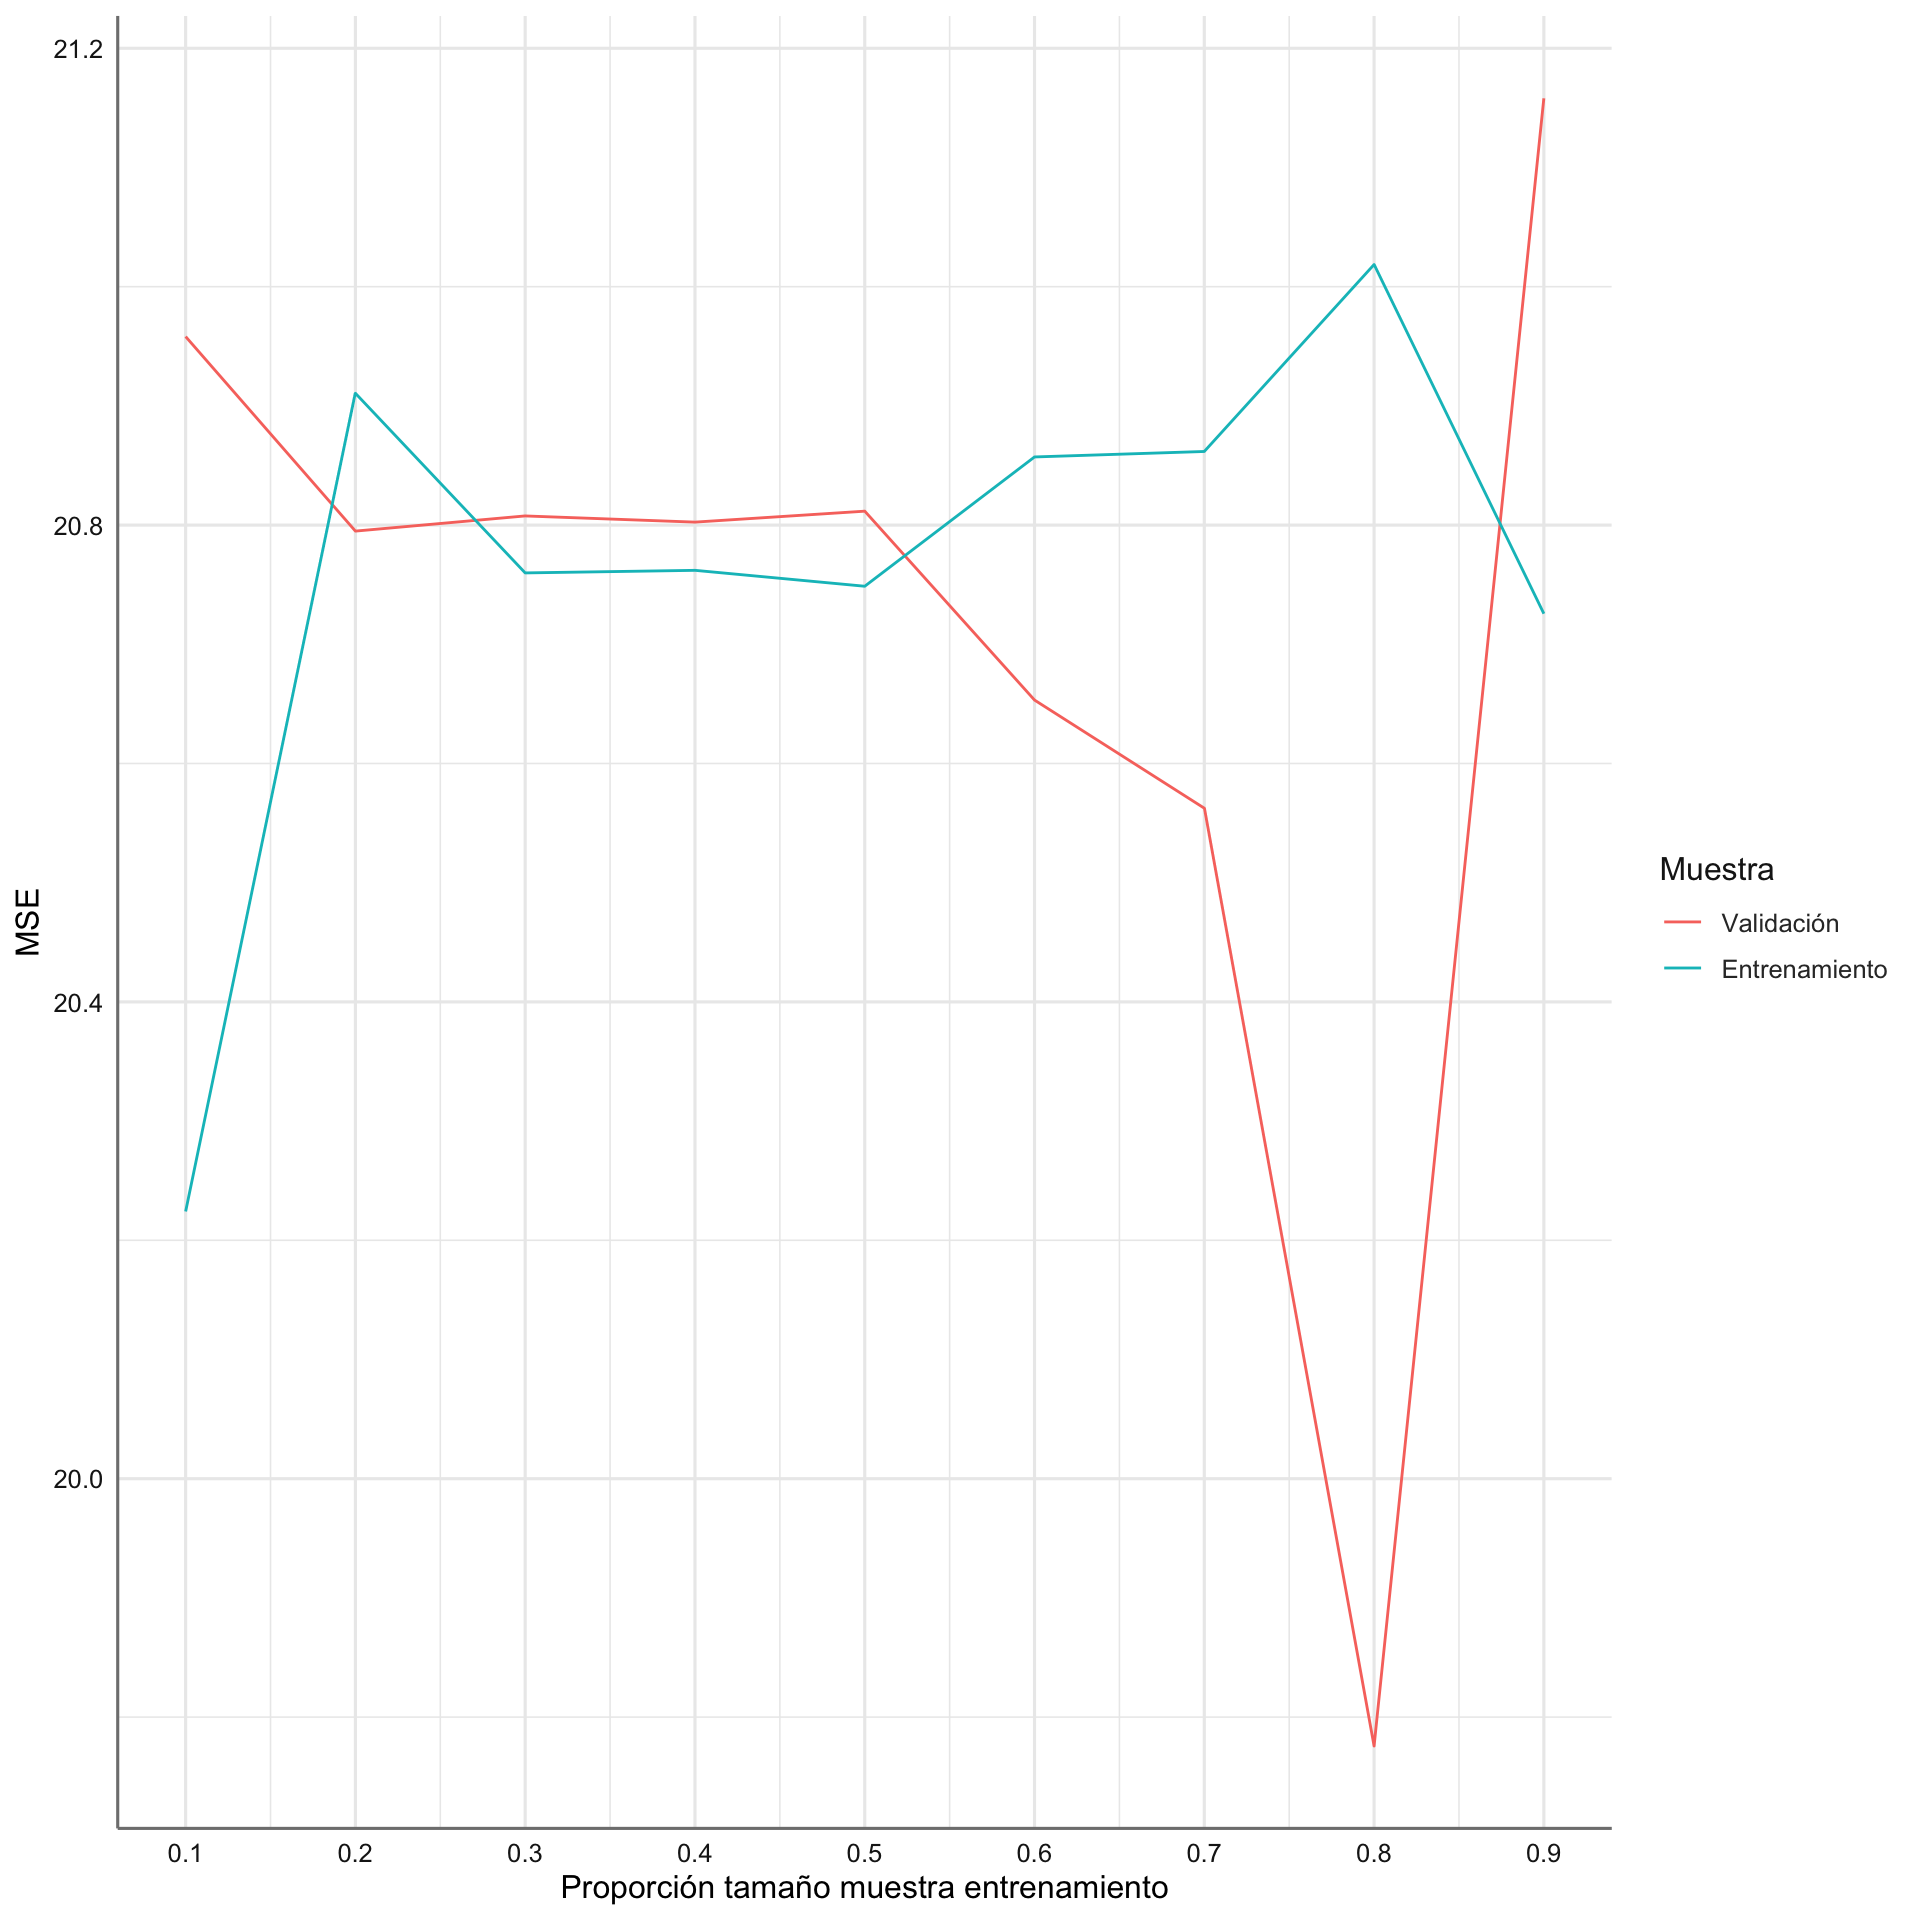 21.2
20.8
20.4
20.0
MSE
0.1 0.2 0.3 0.4 0.5 0.6 0.7 0.8 0.9
Proporción tamaño muestra entrenamiento
Muestra
Validación
Entrenamiento